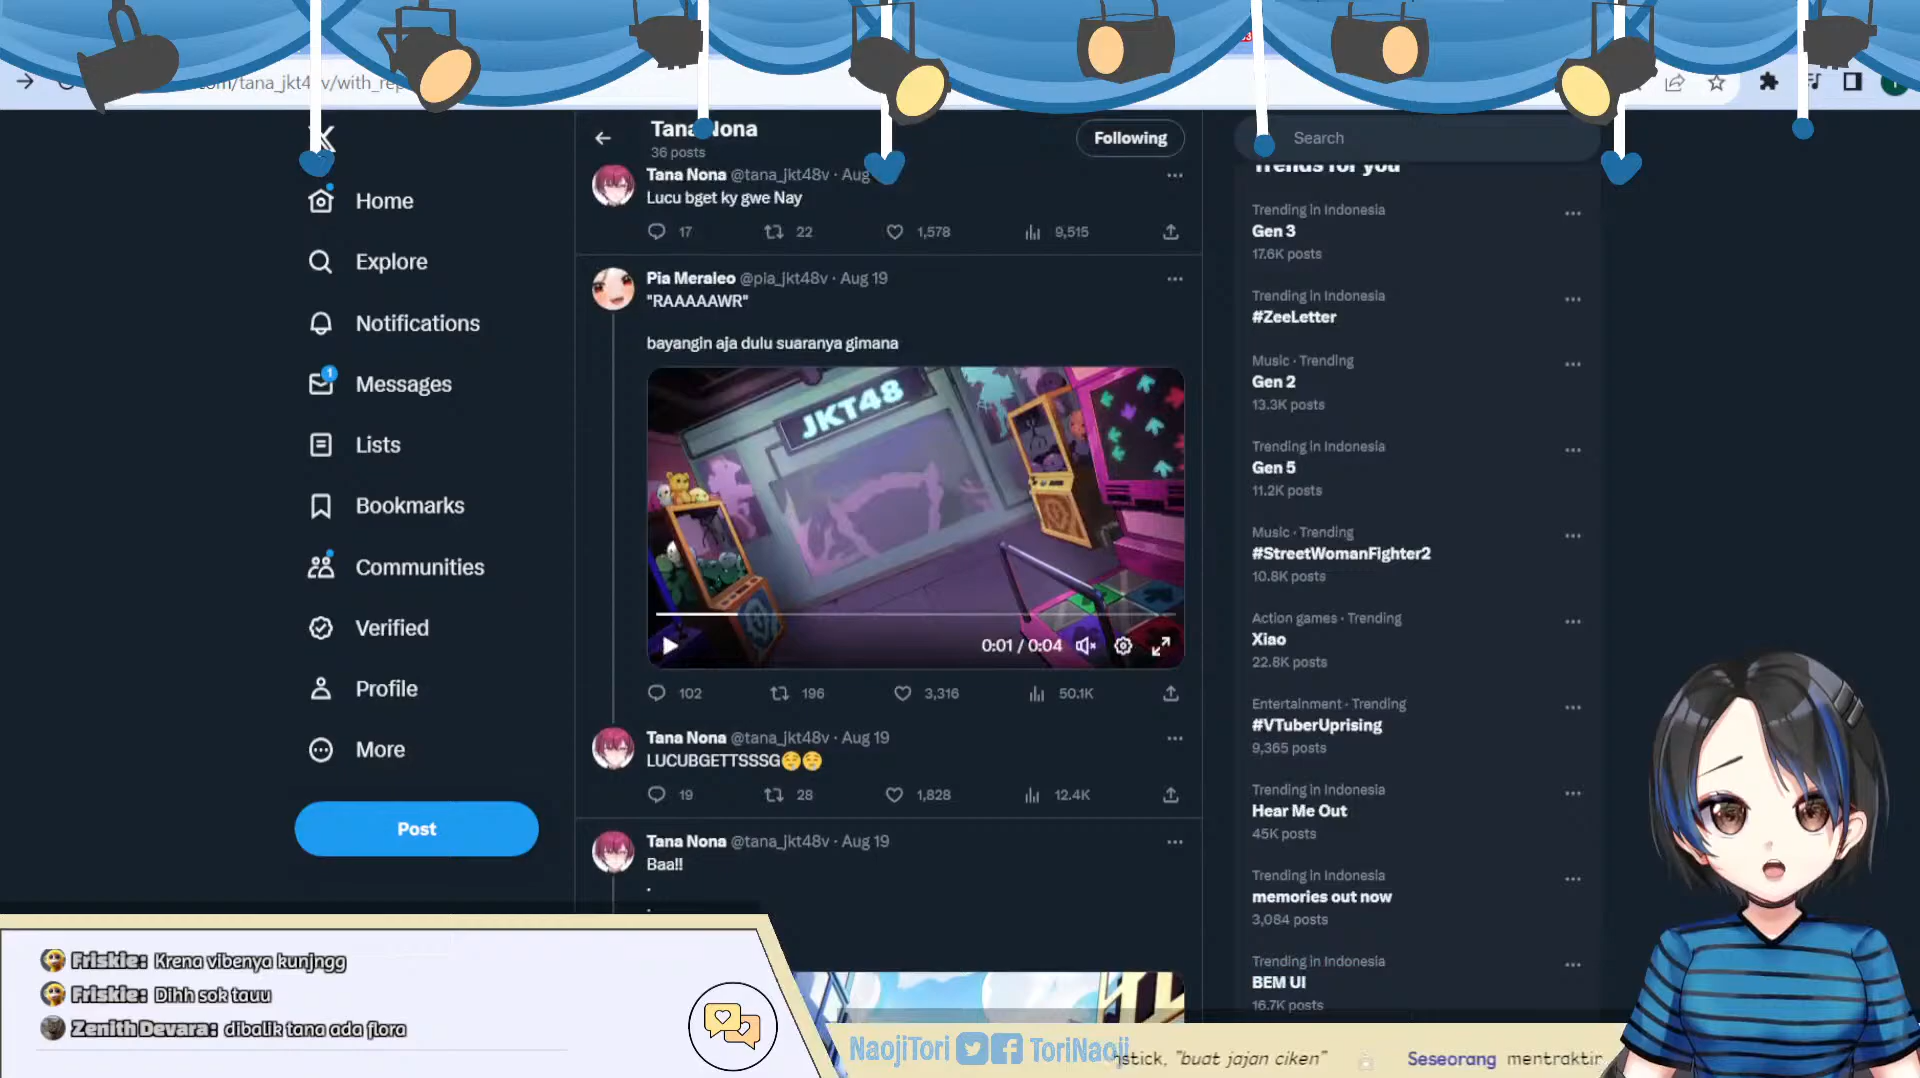 com/tana_jkt48v/with_rep
Tana Nona
36 posts
Following
Search
Home
Explore
Notifications
1
Messages
Lists
Bookmarks
Communities
Verified
Profile
More
Post
Tana Nona @tana_jkt48v · Aug
Lucu bget ky gwe Nay
17 22 1,578 9,515
Pia Meraleo @pia_jkt48v · Aug 19
"RAAAAAWR"
bayangin aja dulu suaranya gimana
JKT48
0:01 / 0:04
102 196 3,316 50.1K
Tana Nona @tana_jkt48v · Aug 19
LUCUBGETTSSSG
19 28 1,828 12.4K
Tana Nona @tana_jkt48v · Aug 19
Baa!!
.
.
Trends for you
Trending in Indonesia
Gen 3
17.6K posts
Trending in Indonesia
#ZeeLetter
Music · Trending
Gen 2
13.3K posts
Trending in Indonesia
Gen 5
11.2K posts
Music · Trending
#StreetWomanFighter2
10.8K posts
Action games · Trending
Xiao
22.8K posts
Entertainment · Trending
#VTuberUprising
9,365 posts
Trending in Indonesia
Hear Me Out
45K posts
Trending in Indonesia
memories out now
3,084 posts
Trending in Indonesia
BEM UI
16.7K posts
Friskie: Krena vibenya kunjngg
Friskie: Dihh sok tauu
Zenith Devara: dibalik tana ada flora
NaojiTori ToriNaoji
stick, "buat jajan ciken" Seseorang mentraktir